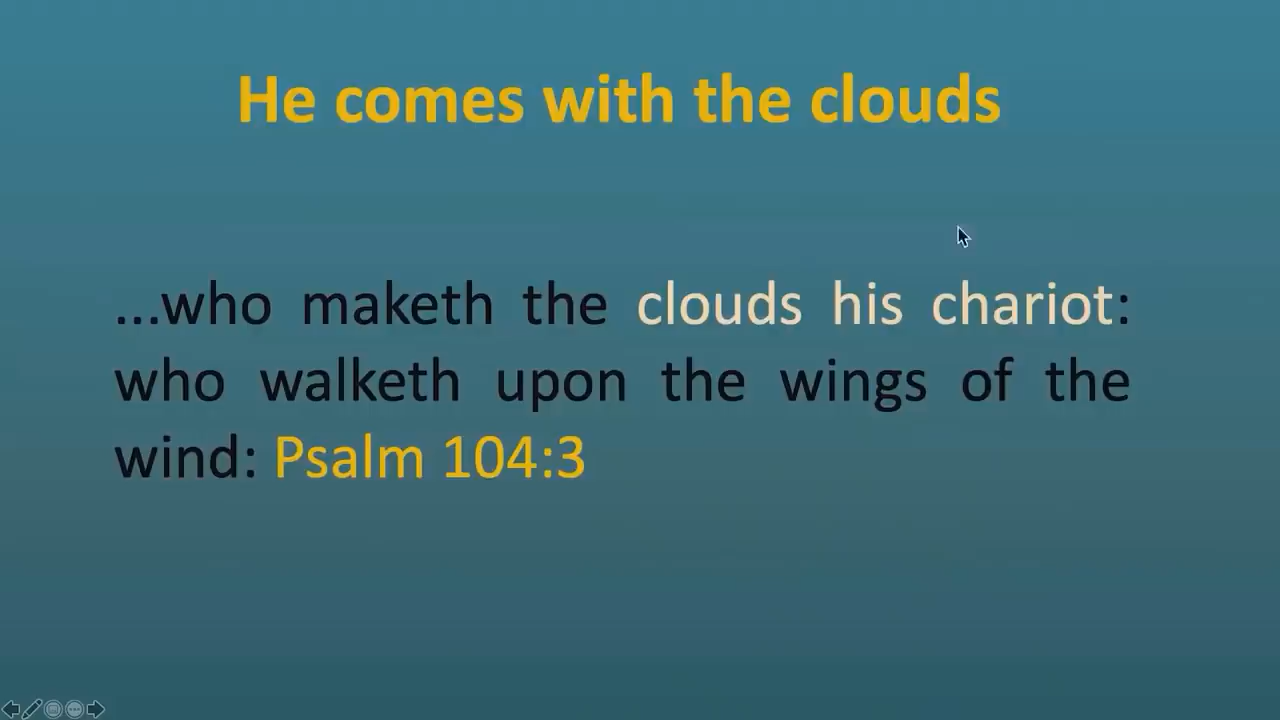 He comes with the clouds
...who maketh the clouds his chariot:
who walketh upon the wings of the
wind: Psalm 104:3